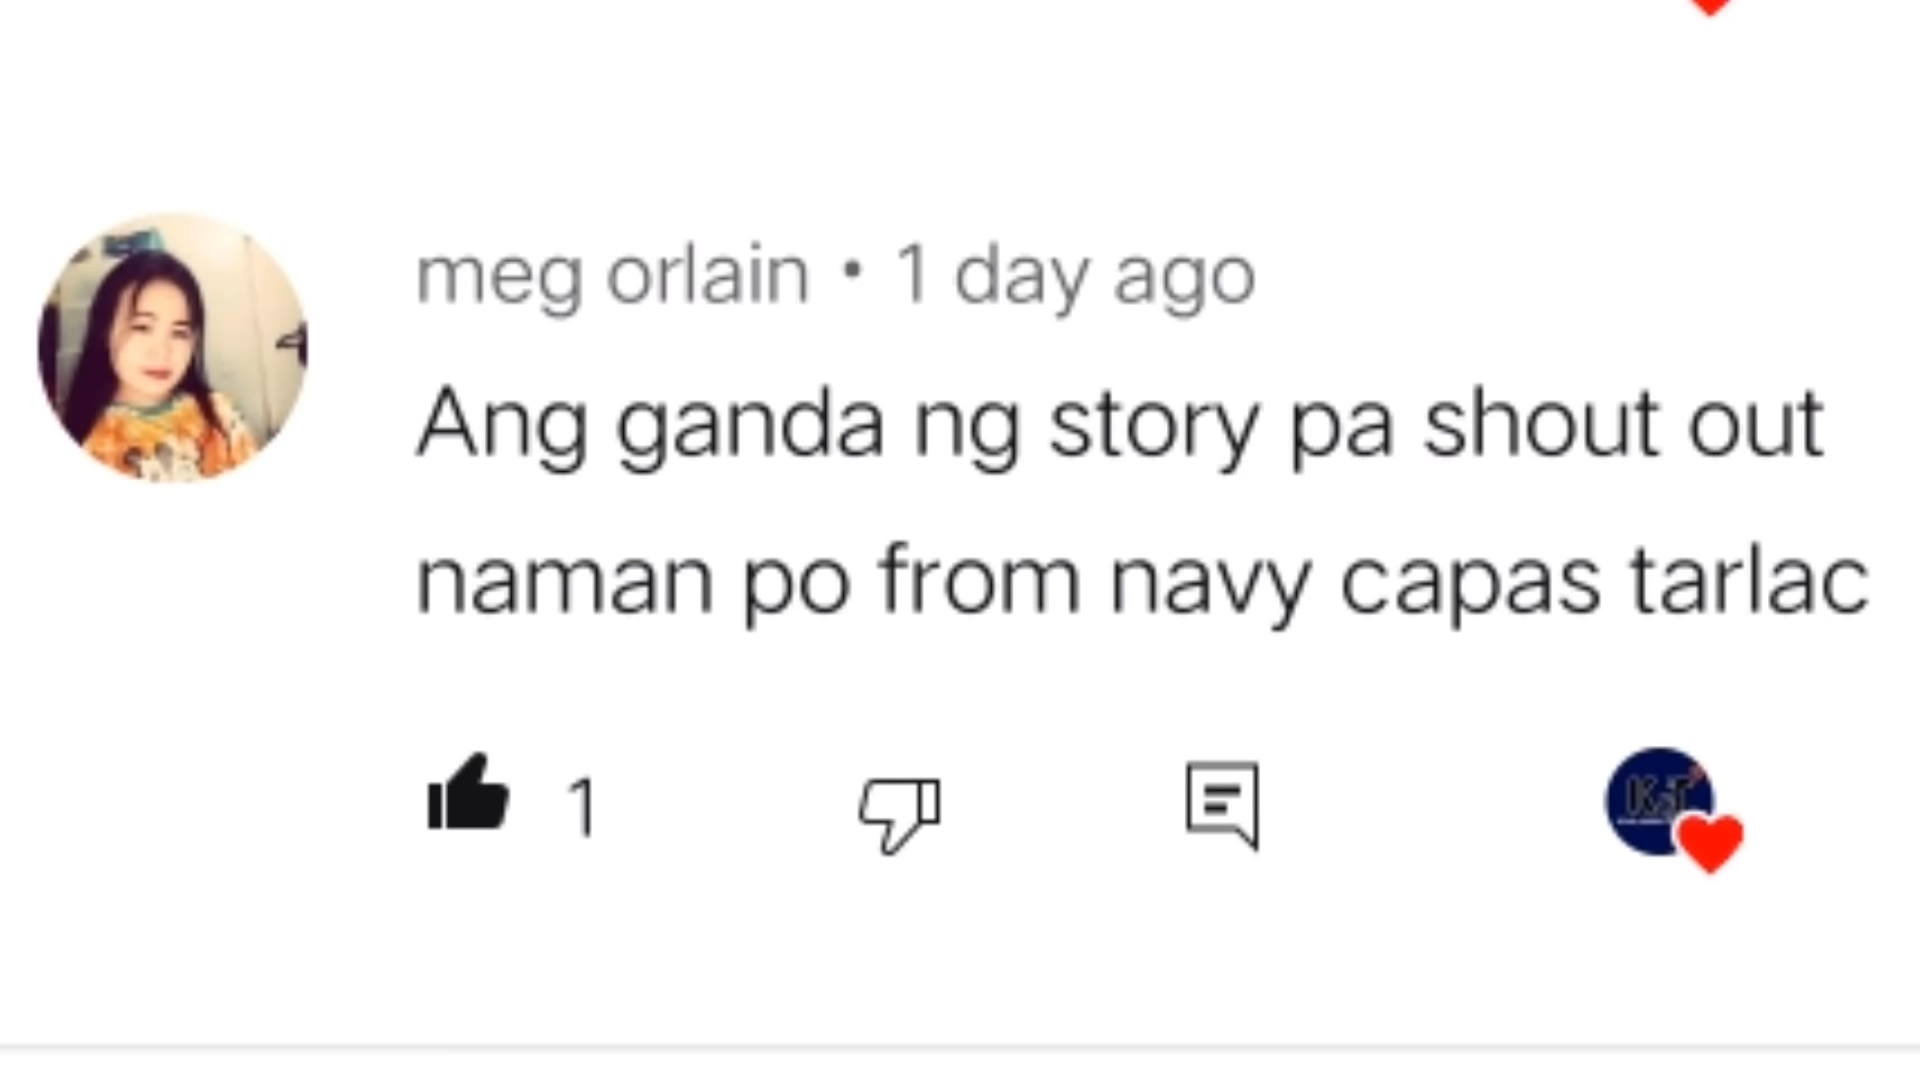 meg orlain • 1 day ago
Ang ganda ng story pa shout out
naman po from navy capas tarlac
1